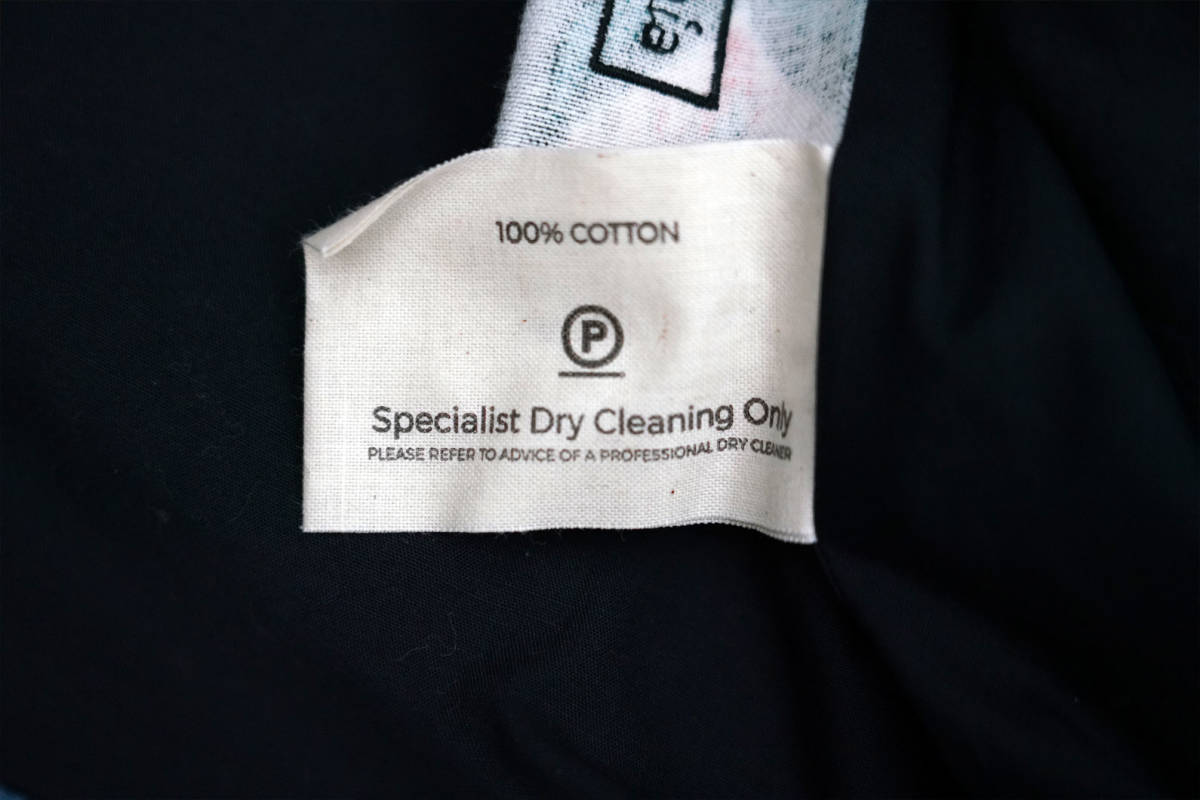 100% COTTON
P
Specialist Dry Cleaning Only
PLEASE REFER TO ADVICE OF A PROFESSIONAL DRY CLEANER